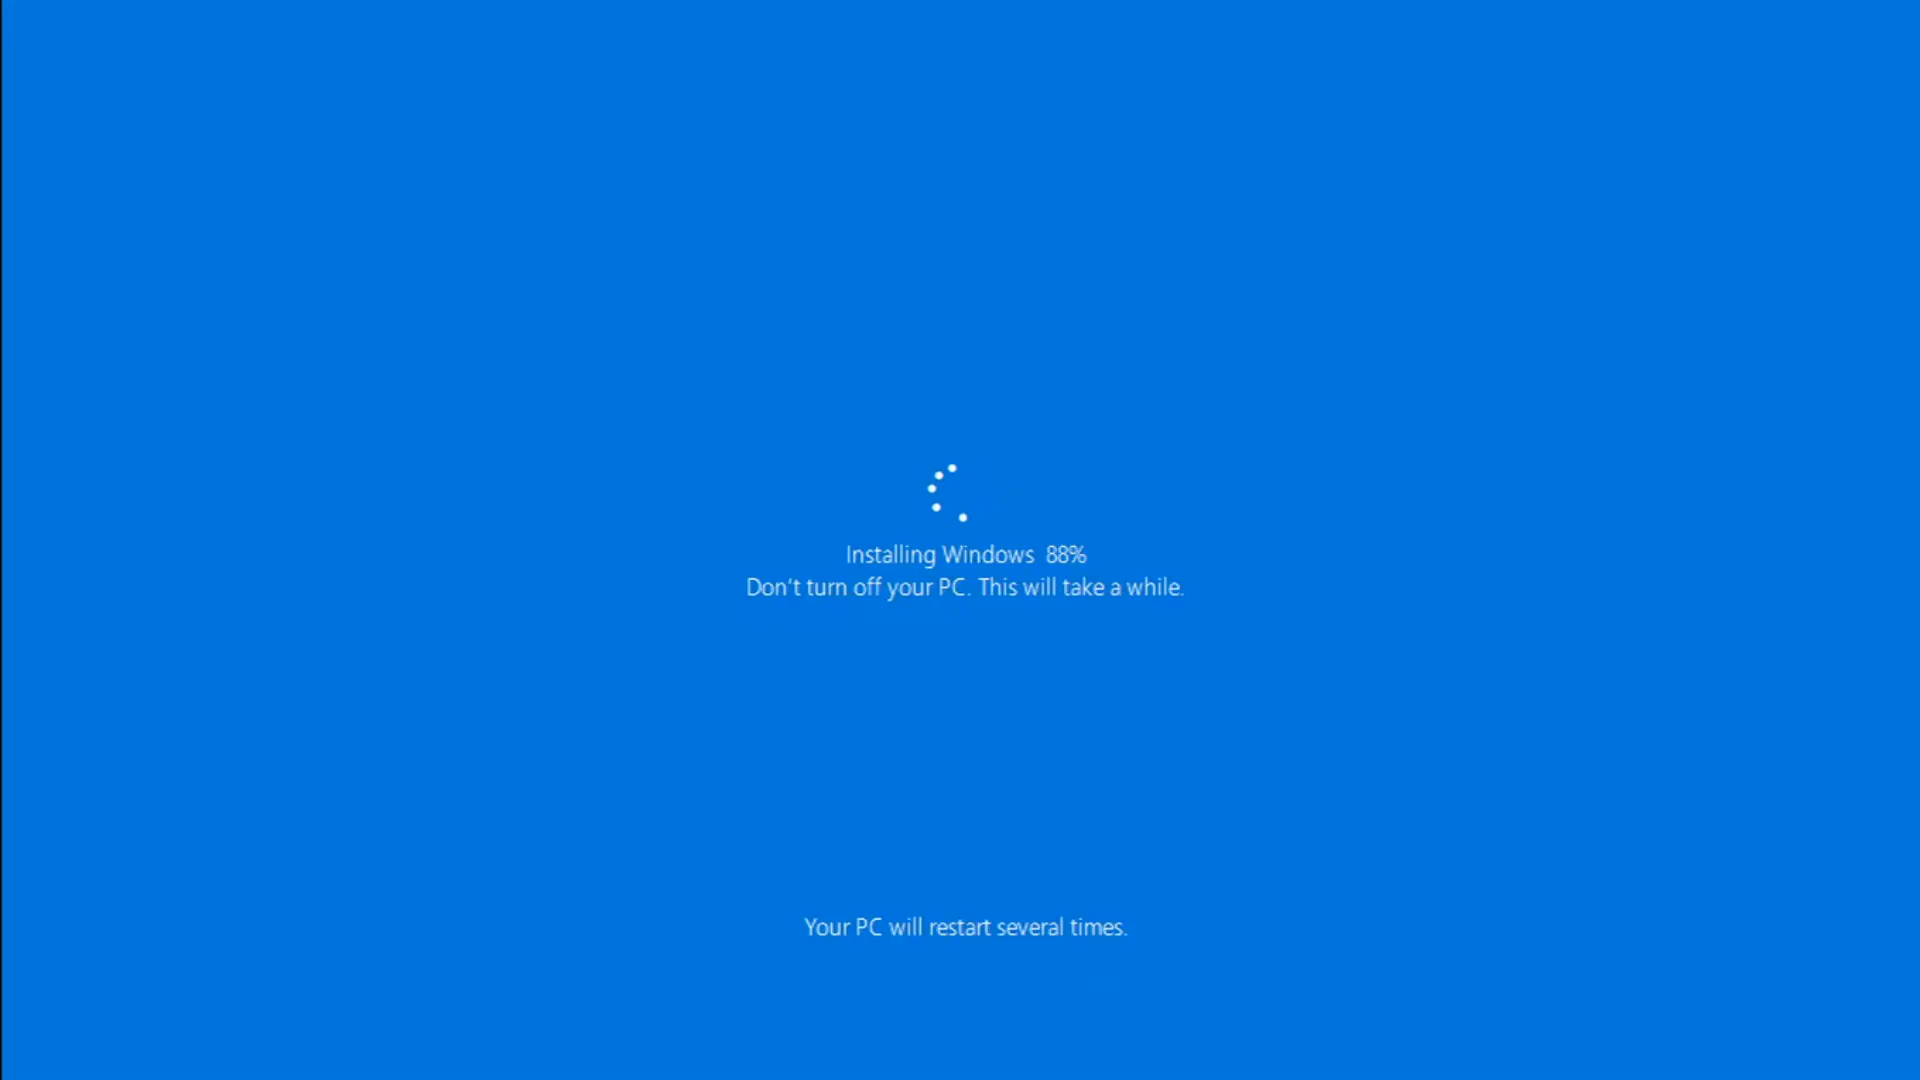 Installing Windows  88%
Don't turn off your PC. This will take a while.
Your PC will restart several times.